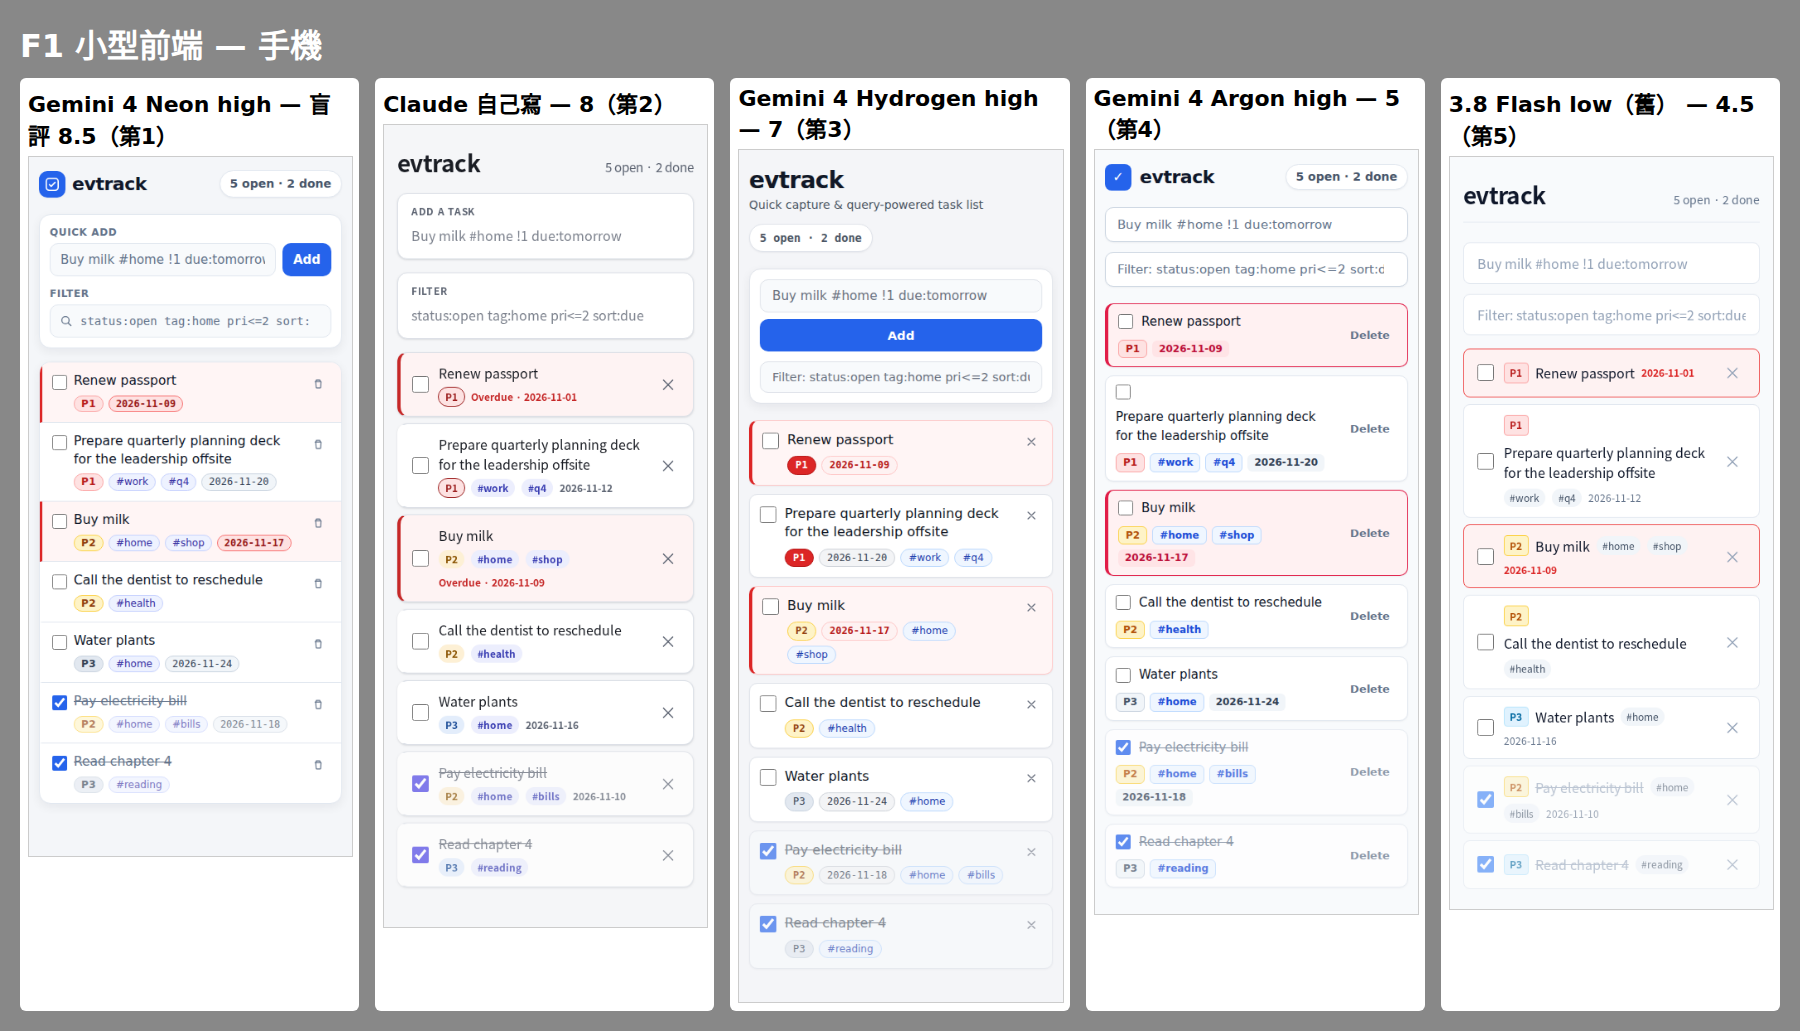 F1 小型前端 — 手機
Gemini 4 Neon high — 盲
評 8.5（第1）
evtrack
5 open · 2 done
QUICK ADD
Buy milk #home !1 due:tomorrov
Add
FILTER
status:open tag:home pri<=2 sort:
Renew passport
P1 2026-11-09
Prepare quarterly planning deck
for the leadership offsite
P1 #work #q4 2026-11-20
Buy milk
P2 #home #shop 2026-11-17
Call the dentist to reschedule
P2 #health
Water plants
P3 #home 2026-11-24
Pay electricity bill
P2 #home #bills 2026-11-18
Read chapter 4
P3 #reading
Claude 自己寫 — 8（第2）
evtrack
5 open · 2 done
ADD A TASK
Buy milk #home !1 due:tomorrow
FILTER
status:open tag:home pri<=2 sort:due
Renew passport
P1 Overdue · 2026-11-01
Prepare quarterly planning deck
for the leadership offsite
P1 #work #q4 2026-11-12
Buy milk
P2 #home #shop
Overdue · 2026-11-09
Call the dentist to reschedule
P2 #health
Water plants
P3 #home 2026-11-16
Pay electricity bill
P2 #home #bills 2026-11-10
Read chapter 4
P3 #reading
Gemini 4 Hydrogen high
— 7（第3）
evtrack
Quick capture & query-powered task list
5 open · 2 done
Buy milk #home !1 due:tomorrow
Add
Filter: status:open tag:home pri<=2 sort:du
Renew passport
P1 2026-11-09
Prepare quarterly planning deck
for the leadership offsite
P1 2026-11-20 #work #q4
Buy milk
P2 2026-11-17 #home
#shop
Call the dentist to reschedule
P2 #health
Water plants
P3 2026-11-24 #home
Pay electricity bill
P2 2026-11-18 #home #bills
Read chapter 4
P3 #reading
Gemini 4 Argon high — 5
（第4）
evtrack
5 open · 2 done
Buy milk #home !1 due:tomorrow
Filter: status:open tag:home pri<=2 sort:d
Renew passport
P1 2026-11-09
Delete
Prepare quarterly planning deck
for the leadership offsite
P1 #work #q4 2026-11-20
Delete
Buy milk
P2 #home #shop
2026-11-17
Delete
Call the dentist to reschedule
P2 #health
Delete
Water plants
P3 #home 2026-11-24
Delete
Pay electricity bill
P2 #home #bills
2026-11-18
Delete
Read chapter 4
P3 #reading
Delete
3.8 Flash low（舊） — 4.5
（第5）
evtrack
5 open · 2 done
Buy milk #home !1 due:tomorrow
Filter: status:open tag:home pri<=2 sort:due
P1 Renew passport 2026-11-01
P1
Prepare quarterly planning deck
for the leadership offsite
#work #q4 2026-11-12
P2 Buy milk #home #shop
2026-11-09
P2
Call the dentist to reschedule
#health
P3 Water plants #home
2026-11-16
P2 Pay electricity bill #home
#bills 2026-11-10
P3 Read chapter 4 #reading